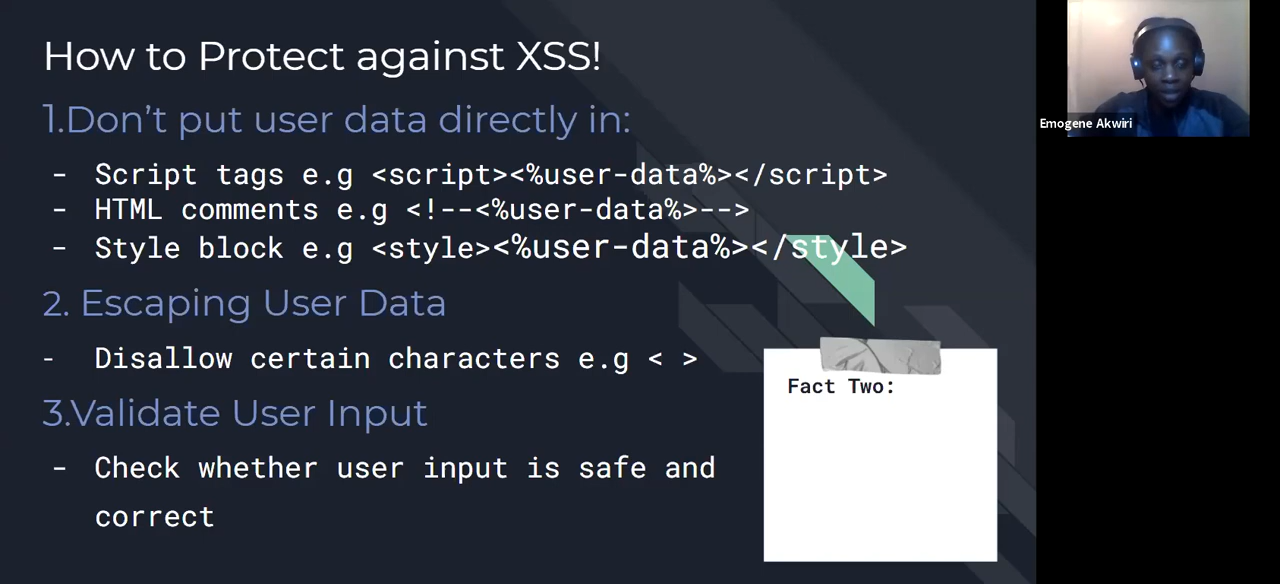 How to Protect against XSS!
1.Don't put user data directly in:
- Script tags e.g <script><%user-data%></script>
- HTML comments e.g <!--<%user-data%>-->
- Style block e.g <style><%user-data%></style>
2. Escaping User Data
- Disallow certain characters e.g < >
3.Validate User Input
- Check whether user input is safe and
correct
Fact Two:
Emogene Akwiri